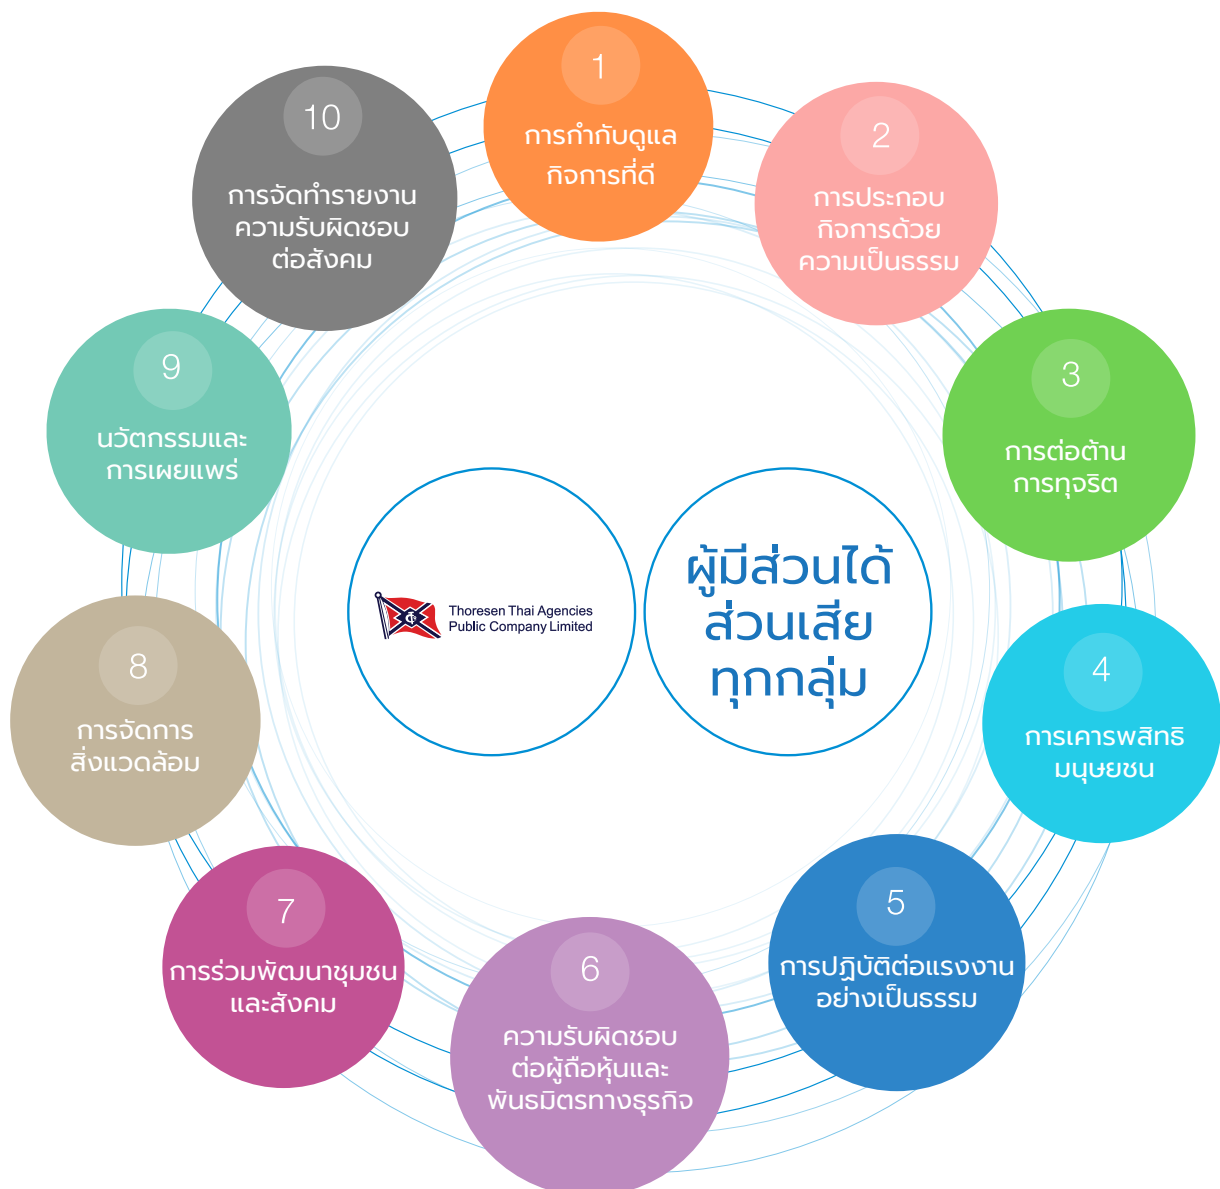 1
การกำกับดูแล
กิจการที่ดี
2
การประกอบ
กิจการด้วย
ความเป็นธรรม
3
การต่อต้าน
การทุจริต
4
การเคารพสิทธิ
มนุษยชน
5
การปฏิบัติต่อแรงงาน
อย่างเป็นธรรม
6
ความรับผิดชอบ
ต่อผู้ถือหุ้นและ
พันธมิตรทางธุรกิจ
7
การร่วมพัฒนาชุมชน
และสังคม
8
การจัดการ
สิ่งแวดล้อม
9
นวัตกรรมและ
การเผยแพร่
10
การจัดทำรายงาน
ความรับผิดชอบ
ต่อสังคม
Thoresen Thai Agencies
Public Company Limited
ผู้มีส่วนได้
ส่วนเสีย
ทุกกลุ่ม